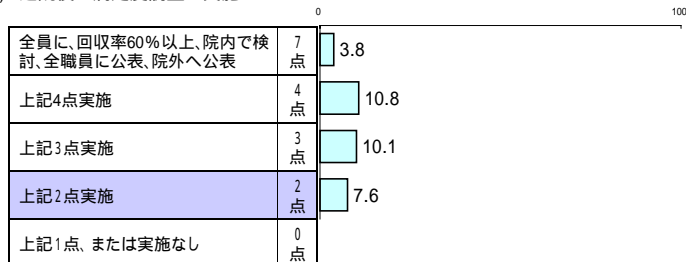 0
100
全員に、回収率60％以上、院内で検
討、全職員に公表、院外へ公表
7
点
3.8
上記4点実施
4
点
10.8
上記3点実施
3
点
10.1
上記2点実施
2
点
7.6
上記1点、または実施なし
0
点